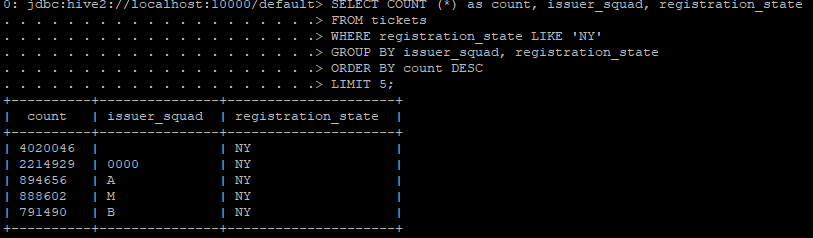 0: jdbc:hive2://localhost:10000/default> SELECT COUNT (*) as count, issuer_squad, registration_state
. . . . . . . . . . . . . . . . . . . .> FROM tickets
. . . . . . . . . . . . . . . . . . . .> WHERE registration_state LIKE 'NY'
. . . . . . . . . . . . . . . . . . . .> GROUP BY issuer_squad, registration_state
. . . . . . . . . . . . . . . . . . . .> ORDER BY count DESC
. . . . . . . . . . . . . . . . . . . .> LIMIT 5;
+----------+---------------+---------------------+
|  count   | issuer_squad  | registration_state  |
+----------+---------------+---------------------+
| 4020046  |               | NY                  |
| 2214929  | 0000          | NY                  |
| 894656   | A             | NY                  |
| 888602   | M             | NY                  |
| 791490   | B             | NY                  |
+----------+---------------+---------------------+